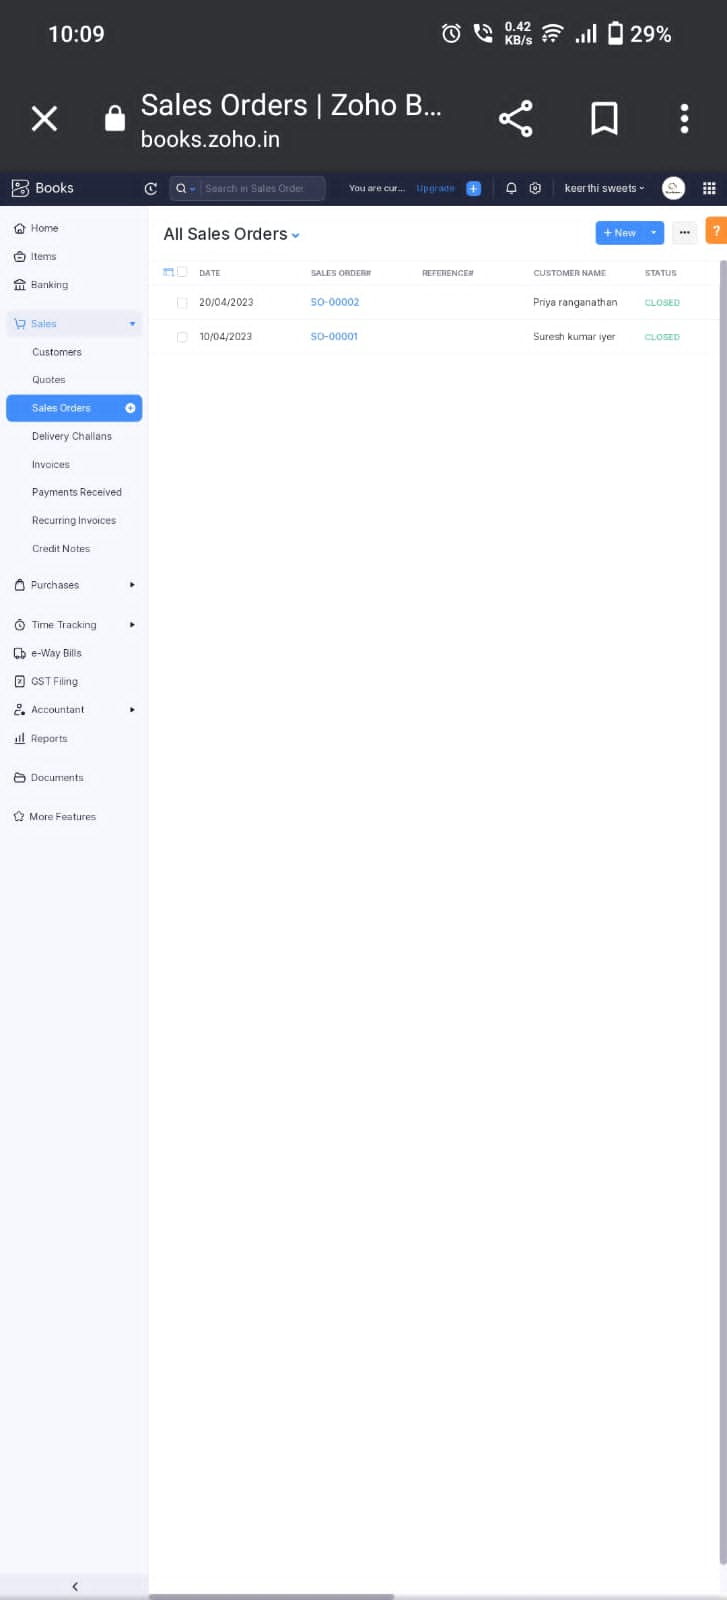 10:09
0.42
KB/s
29%
Sales Orders | Zoho B...
books.zoho.in
Books
Search in Sales Order
You are cur...
Upgrade
keerthi sweets
Home
Items
Banking
Sales
Customers
Quotes
Sales Orders
Delivery Challans
Invoices
Payments Received
Recurring Invoices
Credit Notes
Purchases
Time Tracking
e-Way Bills
GST Filing
Accountant
Reports
Documents
More Features
All Sales Orders
+ New
?
DATE SALES ORDER# REFERENCE# CUSTOMER NAME STATUS
20/04/2023 SO-00002 Priya ranganathan CLOSED
10/04/2023 SO-00001 Suresh kumar iyer CLOSED